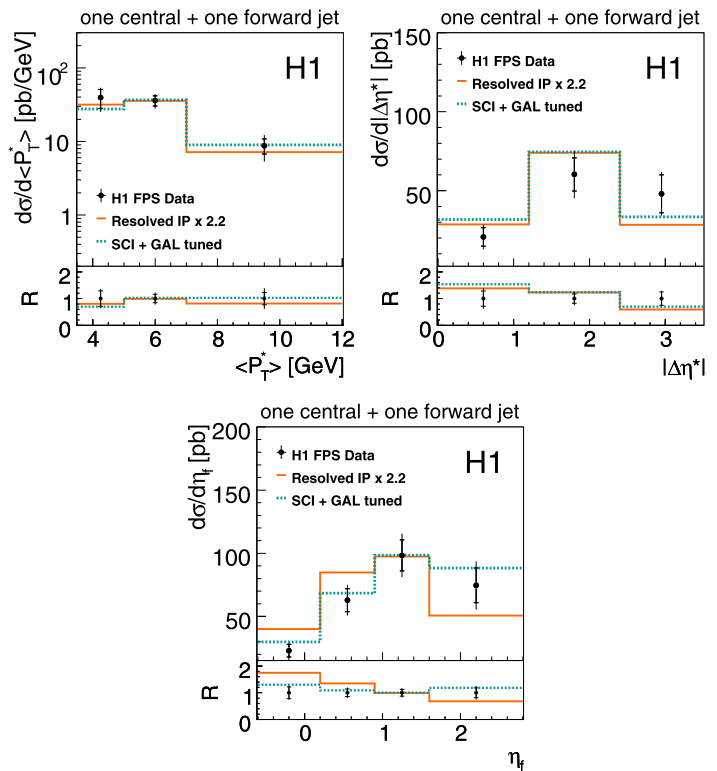 one central + one forward jet
dσ/d<P*T> [pb/GeV]
10²
10
1
H1
H1 FPS Data
Resolved IP x 2.2
SCI + GAL tuned
R
2
1
0
4 6 8 10 12
<P*T> [GeV]
one central + one forward jet
dσ/d|Δη*| [pb]
150
100
50
H1
H1 FPS Data
Resolved IP x 2.2
SCI + GAL tuned
R
2
1
0
0 1 2 3
|Δη*|
one central + one forward jet
dσ/dηf [pb]
200
150
100
50
H1
H1 FPS Data
Resolved IP x 2.2
SCI + GAL tuned
R
2
1
0
0 1 2
ηf